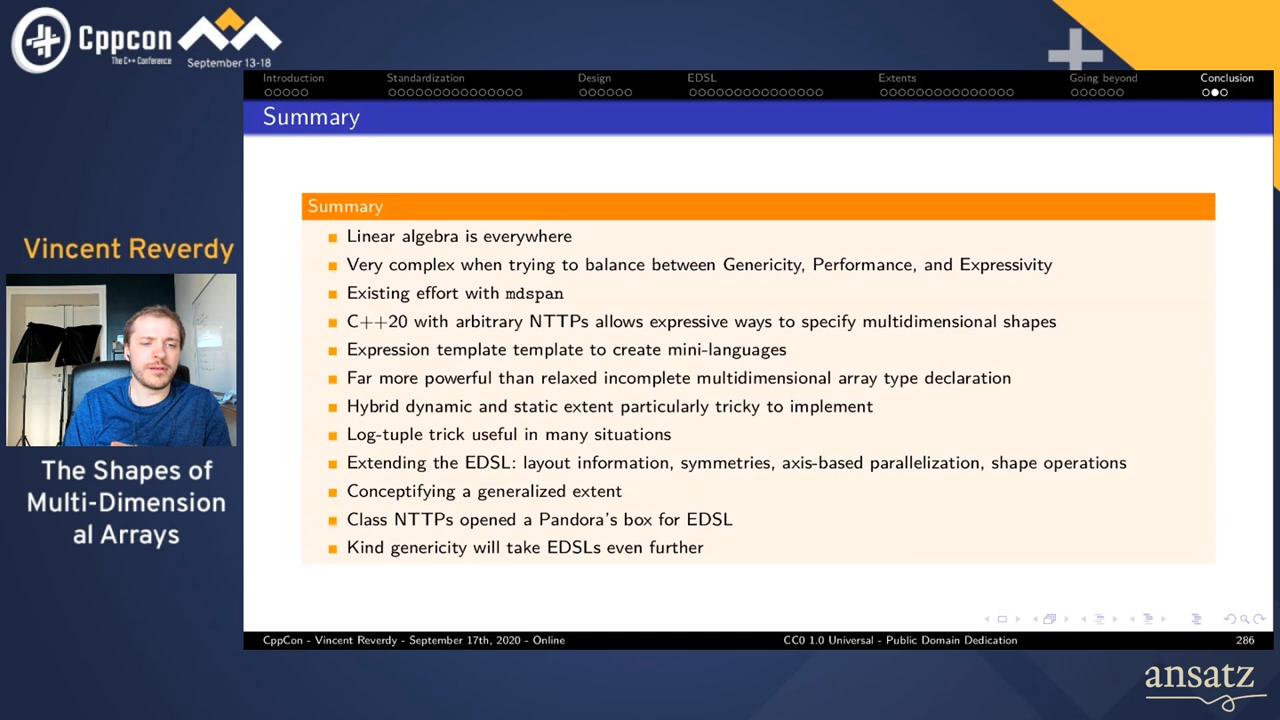 Cppcon
The C++ Conference
September 13-18
Introduction Standardization Design EDSL Extents Going beyond Conclusion
Summary
Summary
Linear algebra is everywhere
Very complex when trying to balance between Genericity, Performance, and Expressivity
Existing effort with mdspan
C++20 with arbitrary NTTPs allows expressive ways to specify multidimensional shapes
Expression template template to create mini-languages
Far more powerful than relaxed incomplete multidimensional array type declaration
Hybrid dynamic and static extent particularly tricky to implement
Log-tuple trick useful in many situations
Extending the EDSL: layout information, symmetries, axis-based parallelization, shape operations
Conceptifying a generalized extent
Class NTTPs opened a Pandora's box for EDSL
Kind genericity will take EDSLs even further
Vincent Reverdy
The Shapes of
Multi-Dimension
al Arrays
CppCon - Vincent Reverdy - September 17th, 2020 - Online CC0 1.0 Universal - Public Domain Dedication 286
ansatz